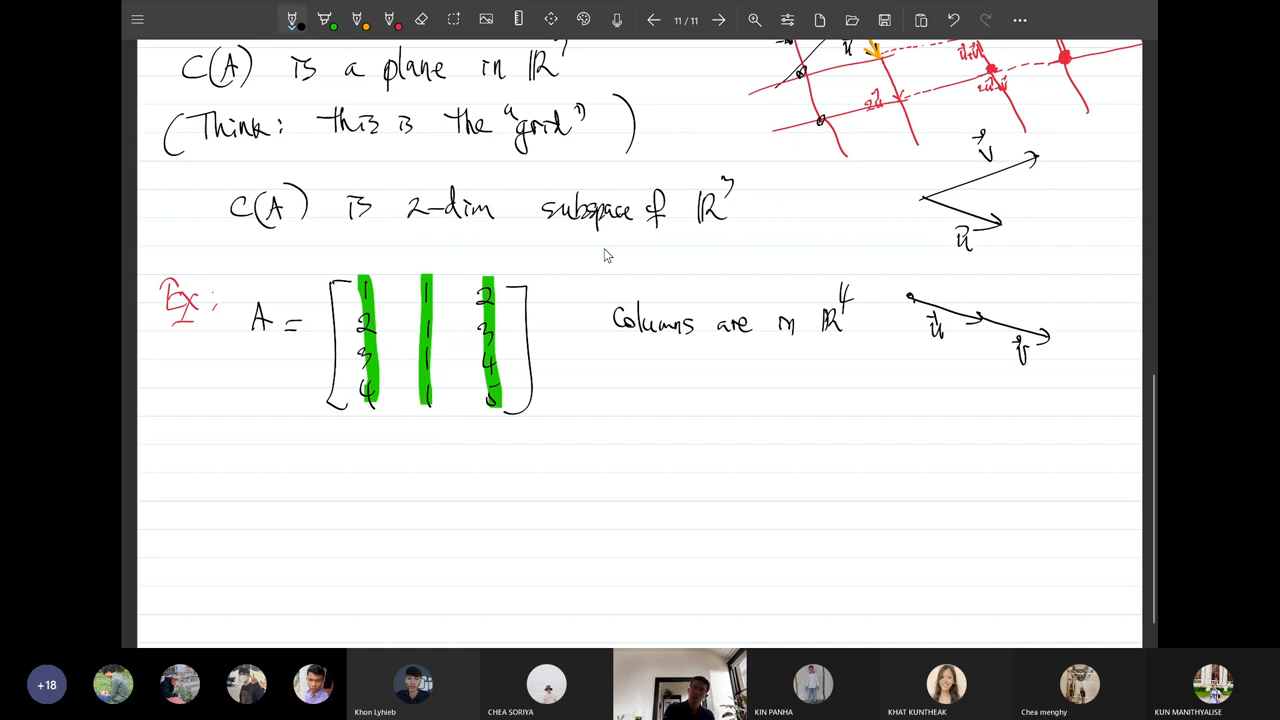 11 / 11
C(A) is a plane in ℝ³
(Think: this is the "grid")
C(A) is 2-dim subspace of ℝ³
v⃗
u⃗
2u⃗
Ex:
A = [ 1 1 2
2 1 3
3 1 4
4 1 5 ]
Columns are in ℝ⁴
u⃗
v⃗
+18
Khon Lyhieb
CHEA SORIYA
KIN PANHA
KHAT KUNTHEAK
Chea menghy
KUN MANITHYALISE